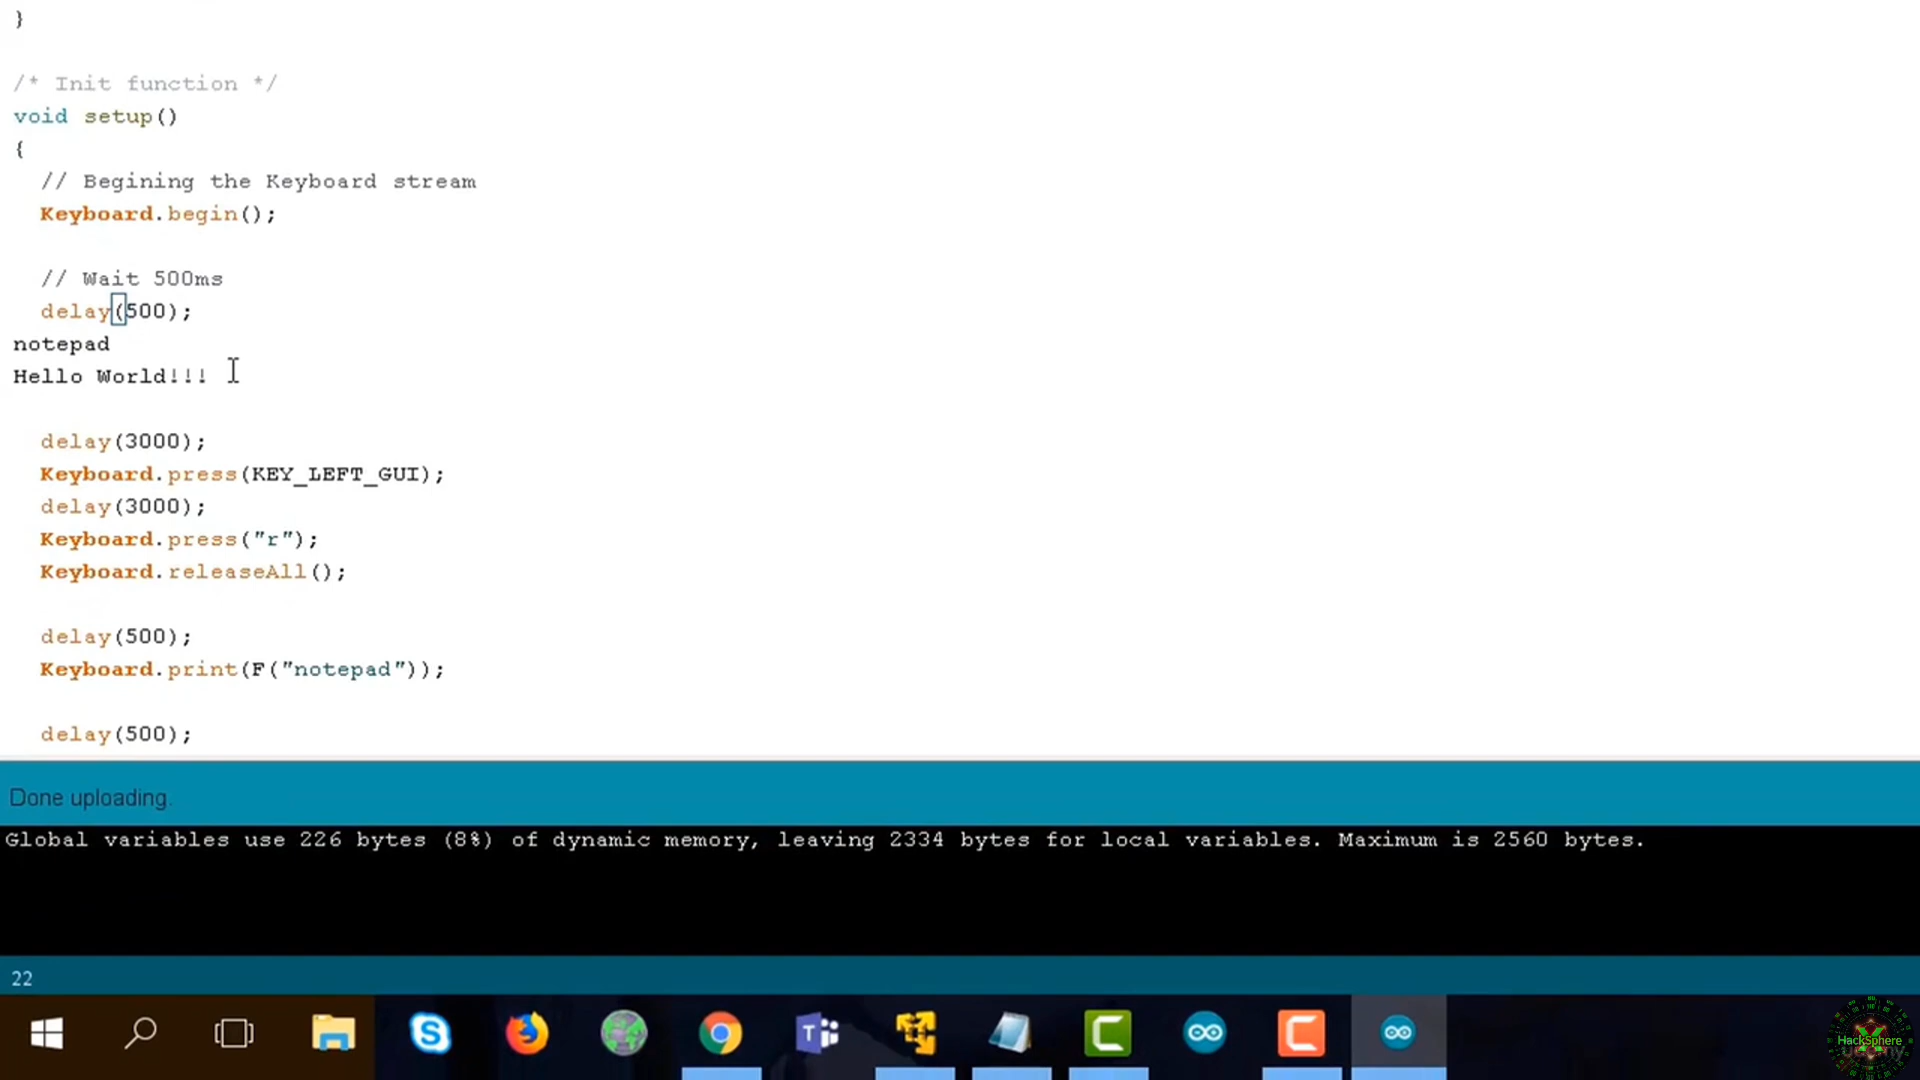 }
/* Init function */
void setup()
{
// Begining the Keyboard stream
Keyboard.begin();
// Wait 500ms
delay(500);
notepad
Hello World!!!
delay(3000);
Keyboard.press(KEY_LEFT_GUI);
delay(3000);
Keyboard.press("r");
Keyboard.releaseAll();
delay(500);
Keyboard.print(F("notepad"));
delay(500);
Done uploading.
Global variables use 226 bytes (8%) of dynamic memory, leaving 2334 bytes for local variables. Maximum is 2560 bytes.
22
HackSphere